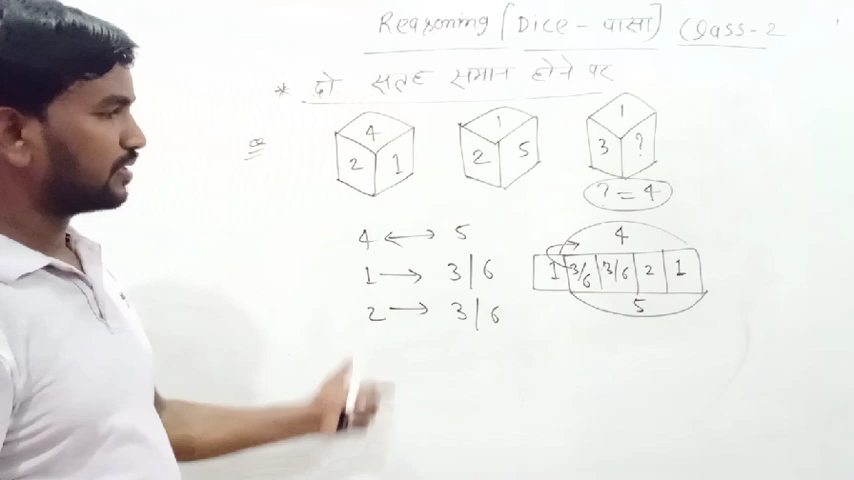 Reasoning [Dice - पासा] Class-2
* दो सतह समान होने पर
4 2 1
1 2 5
1 3 ?
? = 4
4 ↔ 5
1 → 3|6
2 → 3|6
4
1 3/6 3/6 2 1
5